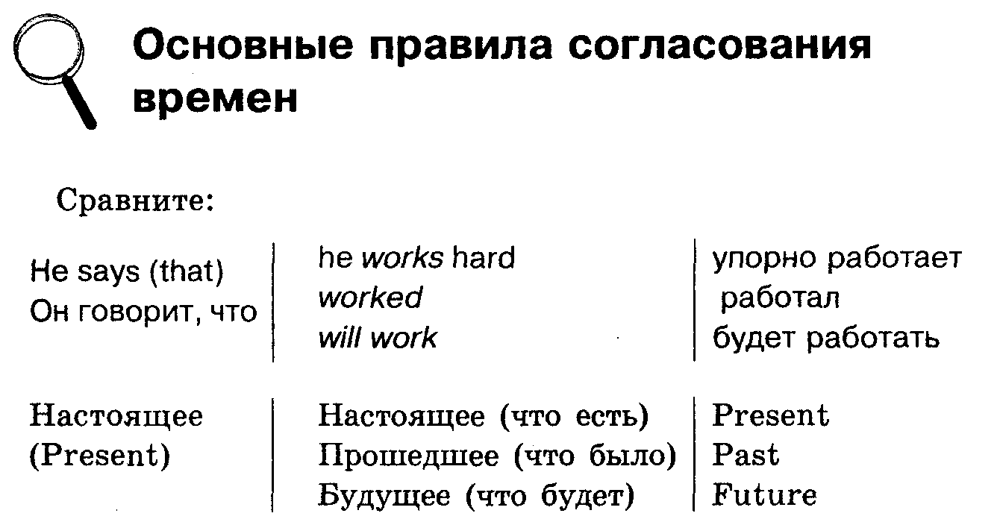 Основные правила согласования
времен
Сравните:
He says (that)
Он говорит, что
he works hard
worked
will work
упорно работает
работал
будет работать
Настоящее
(Present)
Настоящее (что есть)
Прошедшее (что было)
Будущее (что будет)
Present
Past
Future